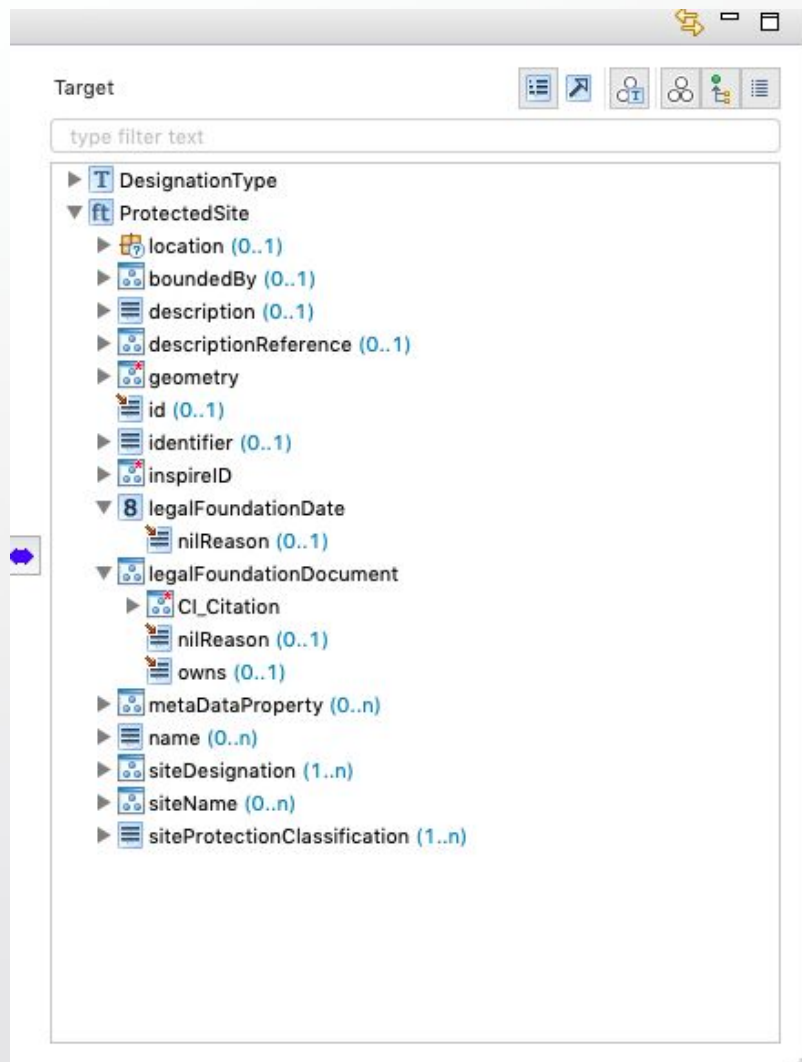 Target
type filter text
T DesignationType
ft ProtectedSite
location (0..1)
boundedBy (0..1)
description (0..1)
descriptionReference (0..1)
geometry
id (0..1)
identifier (0..1)
inspireID
8 legalFoundationDate
nilReason (0..1)
legalFoundationDocument
CI_Citation
nilReason (0..1)
owns (0..1)
metaDataProperty (0..n)
name (0..n)
siteDesignation (1..n)
siteName (0..n)
siteProtectionClassification (1..n)